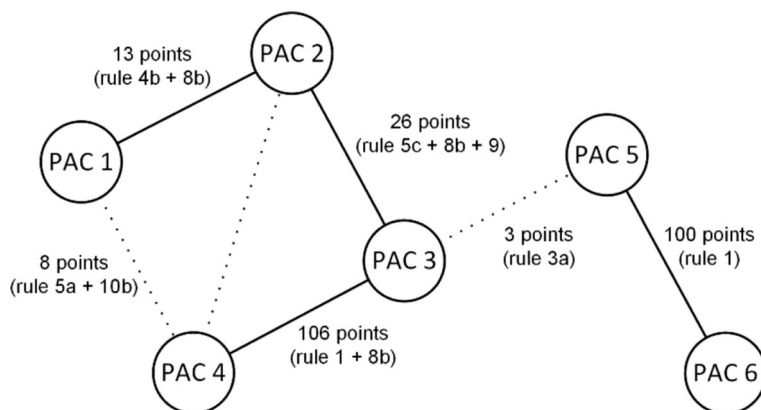 13 points
(rule 4b + 8b)
PAC 2
26 points
(rule 5c + 8b + 9)
PAC 5
PAC 1
8 points
(rule 5a + 10b)
PAC 3
3 points
(rule 3a)
100 points
(rule 1)
106 points
(rule 1 + 8b)
PAC 4
PAC 6